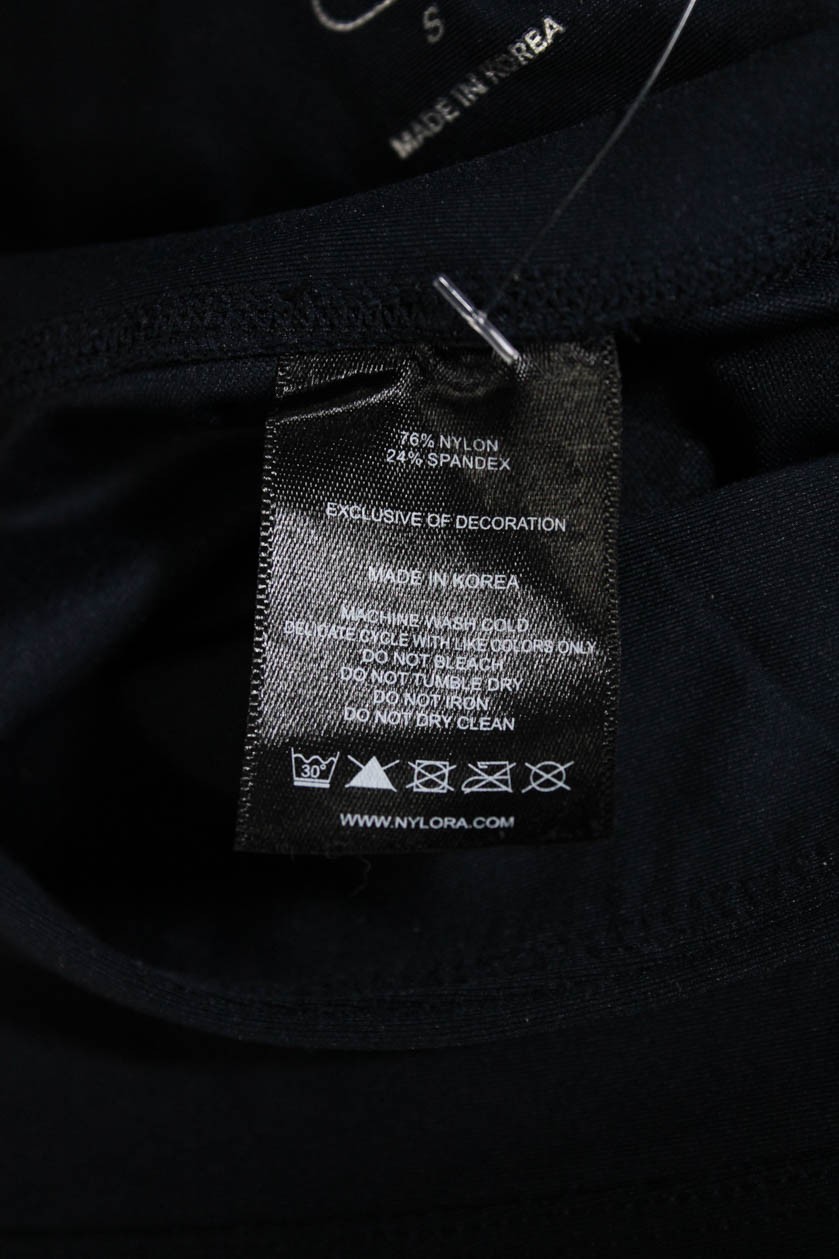 S
MADE IN KOREA
76% NYLON
24% SPANDEX
EXCLUSIVE OF DECORATION
MADE IN KOREA
MACHINE WASH COLD
DELICATE CYCLE WITH LIKE COLORS ONLY
DO NOT BLEACH
DO NOT TUMBLE DRY
DO NOT IRON
DO NOT DRY CLEAN
30°
WWW.NYLORA.COM